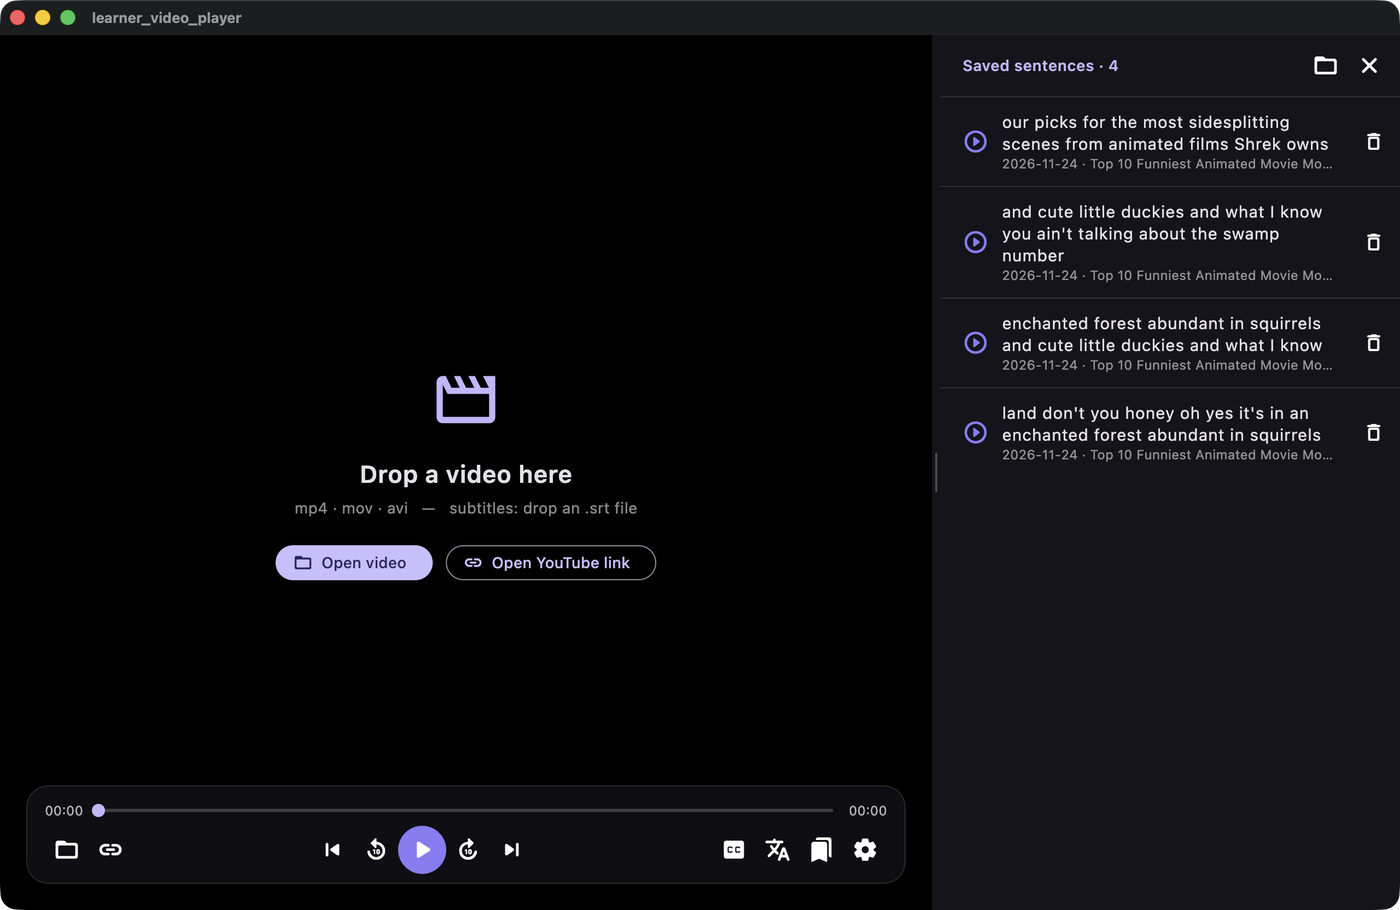 learner_video_player
Saved sentences · 4
our picks for the most sidesplitting
scenes from animated films Shrek owns
2026-11-24 · Top 10 Funniest Animated Movie Mo...
and cute little duckies and what I know
you ain't talking about the swamp
number
2026-11-24 · Top 10 Funniest Animated Movie Mo...
enchanted forest abundant in squirrels
and cute little duckies and what I know
2026-11-24 · Top 10 Funniest Animated Movie Mo...
land don't you honey oh yes it's in an
enchanted forest abundant in squirrels
2026-11-24 · Top 10 Funniest Animated Movie Mo...
Drop a video here
mp4 · mov · avi — subtitles: drop an .srt file
Open video
Open YouTube link
00:00
00:00
10
10
CC